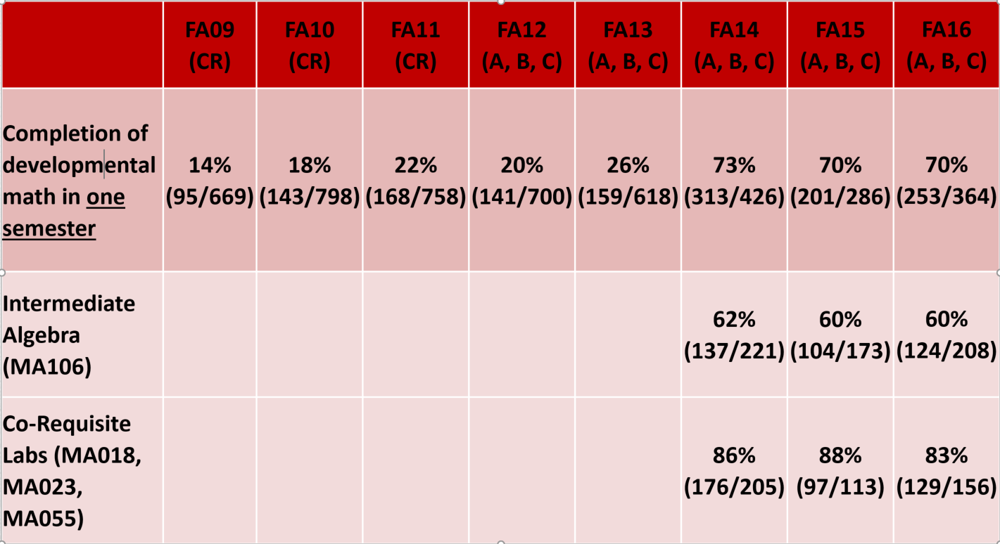 FA09 FA10 FA11 FA12 FA13 FA14 FA15 FA16
(CR) (CR) (CR) (A, B, C) (A, B, C) (A, B, C) (A, B, C) (A, B, C)
Completion of
developmental
math in one
semester
14% 18% 22% 20% 26% 73% 70% 70%
(95/669) (143/798) (168/758) (141/700) (159/618) (313/426) (201/286) (253/364)
Intermediate
Algebra
(MA106)
62% 60% 60%
(137/221) (104/173) (124/208)
Co-Requisite
Labs (MA018,
MA023,
MA055)
86% 88% 83%
(176/205) (97/113) (129/156)